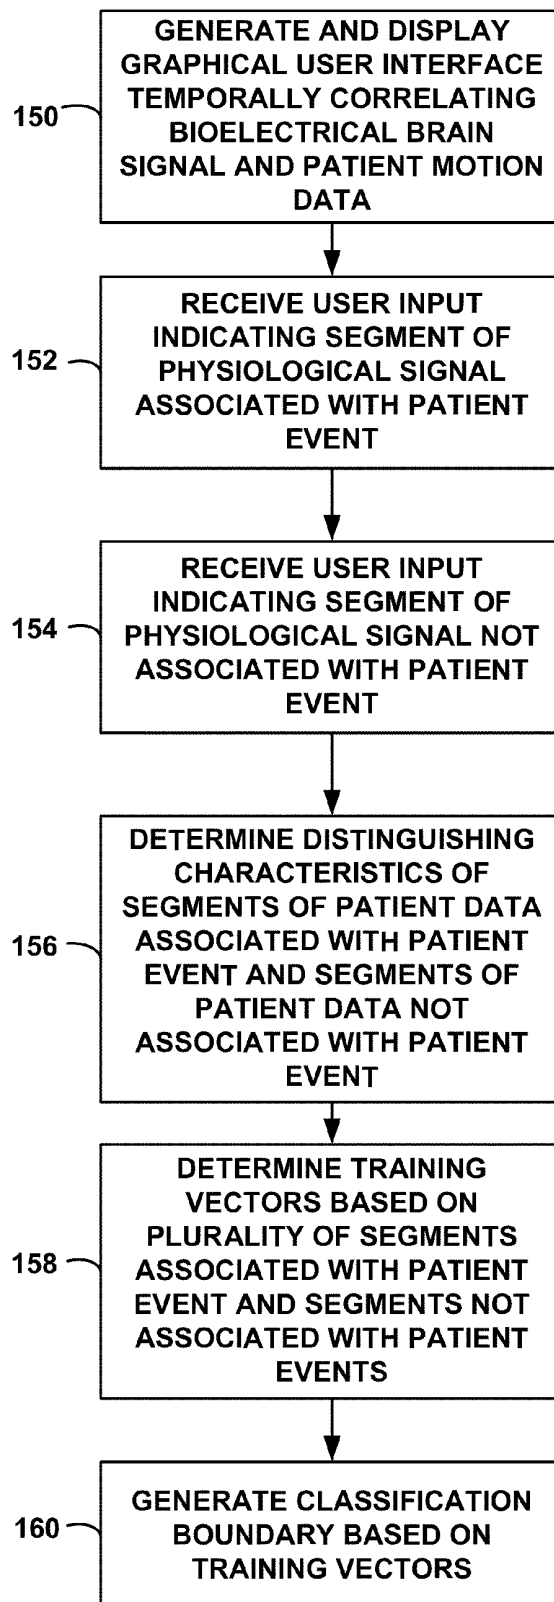 GENERATE AND DISPLAY
GRAPHICAL USER INTERFACE
TEMPORALLY CORRELATING
BIOELECTRICAL BRAIN
SIGNAL AND PATIENT MOTION
DATA
150
RECEIVE USER INPUT
INDICATING SEGMENT OF
PHYSIOLOGICAL SIGNAL
ASSOCIATED WITH PATIENT
EVENT
152
RECEIVE USER INPUT
INDICATING SEGMENT OF
PHYSIOLOGICAL SIGNAL NOT
ASSOCIATED WITH PATIENT
EVENT
154
DETERMINE DISTINGUISHING
CHARACTERISTICS OF
SEGMENTS OF PATIENT DATA
ASSOCIATED WITH PATIENT
EVENT AND SEGMENTS OF
PATIENT DATA NOT
ASSOCIATED WITH PATIENT
EVENT
156
DETERMINE TRAINING
VECTORS BASED ON
PLURALITY OF SEGMENTS
ASSOCIATED WITH PATIENT
EVENT AND SEGMENTS NOT
ASSOCIATED WITH PATIENT
EVENTS
158
GENERATE CLASSIFICATION
BOUNDARY BASED ON
TRAINING VECTORS
160